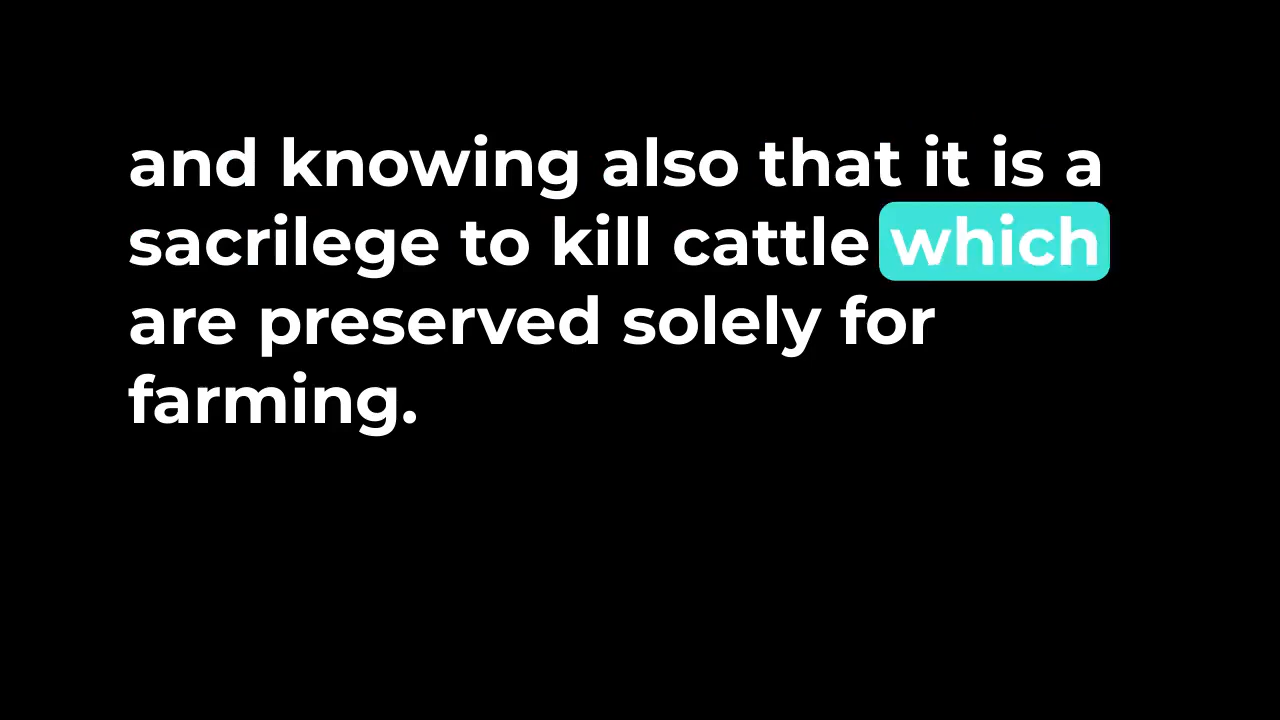 and knowing also that it is a
sacrilege to kill cattle which
are preserved solely for
farming.